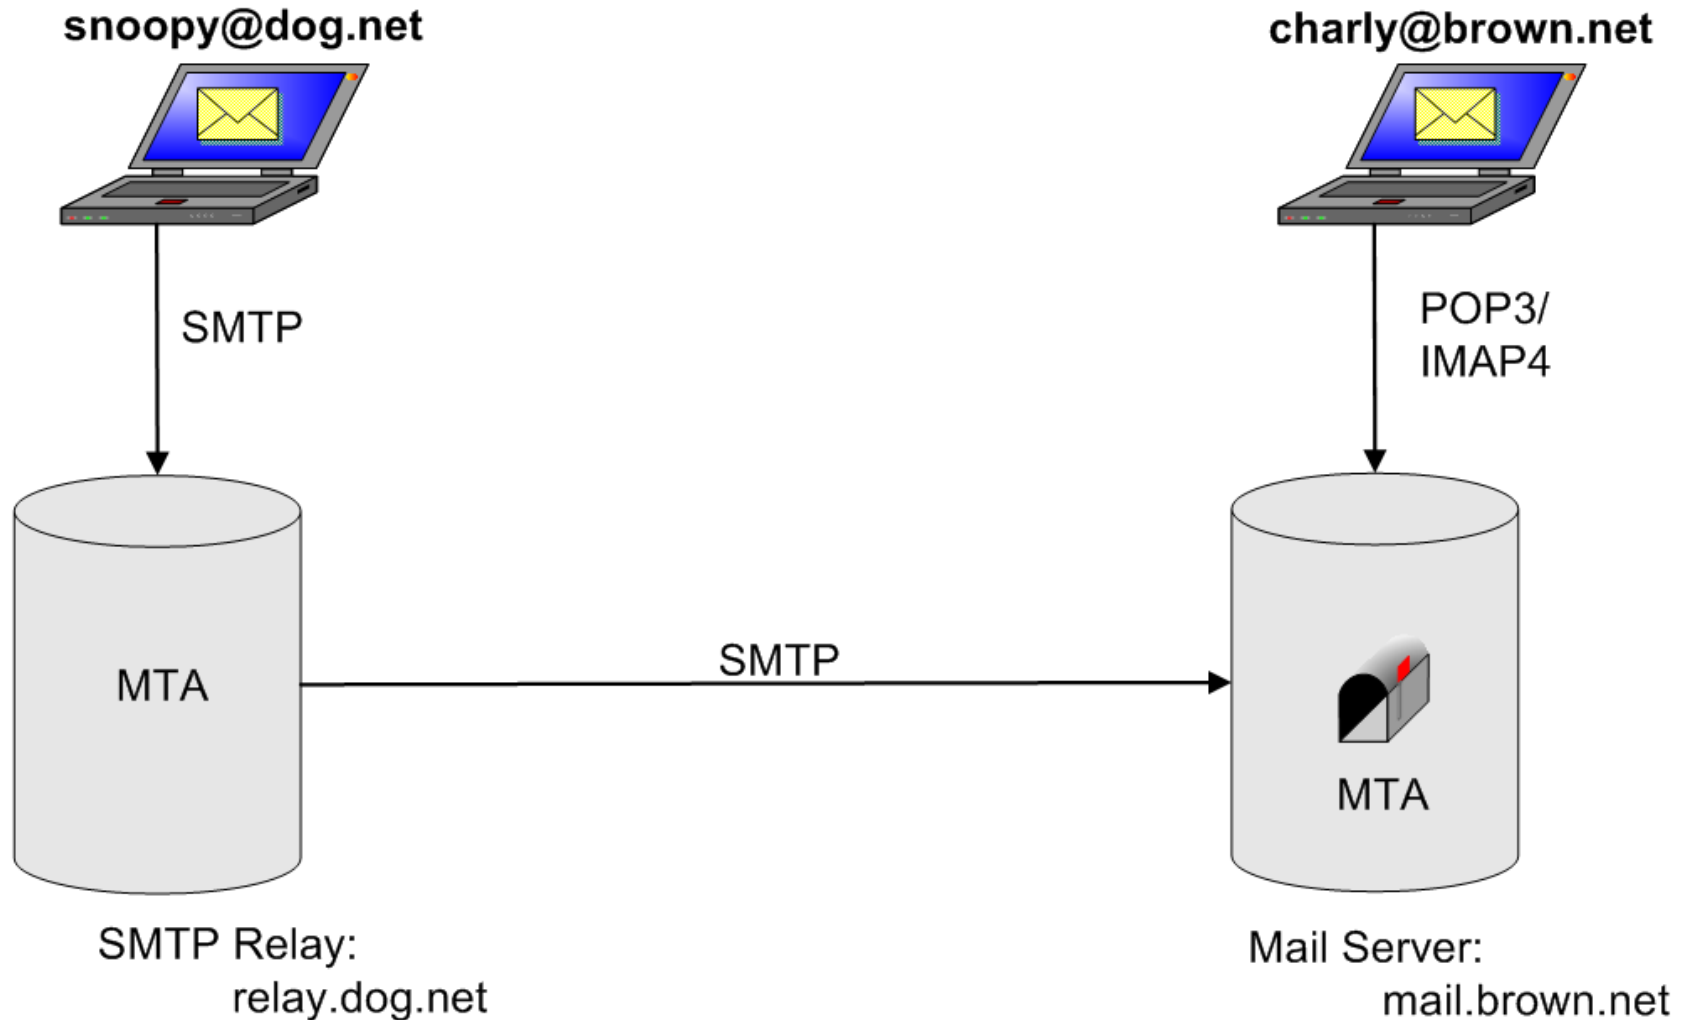 snoopy@dog.net
charly@brown.net
SMTP
POP3/
IMAP4
SMTP
MTA
MTA
SMTP Relay:
relay.dog.net
Mail Server:
mail.brown.net